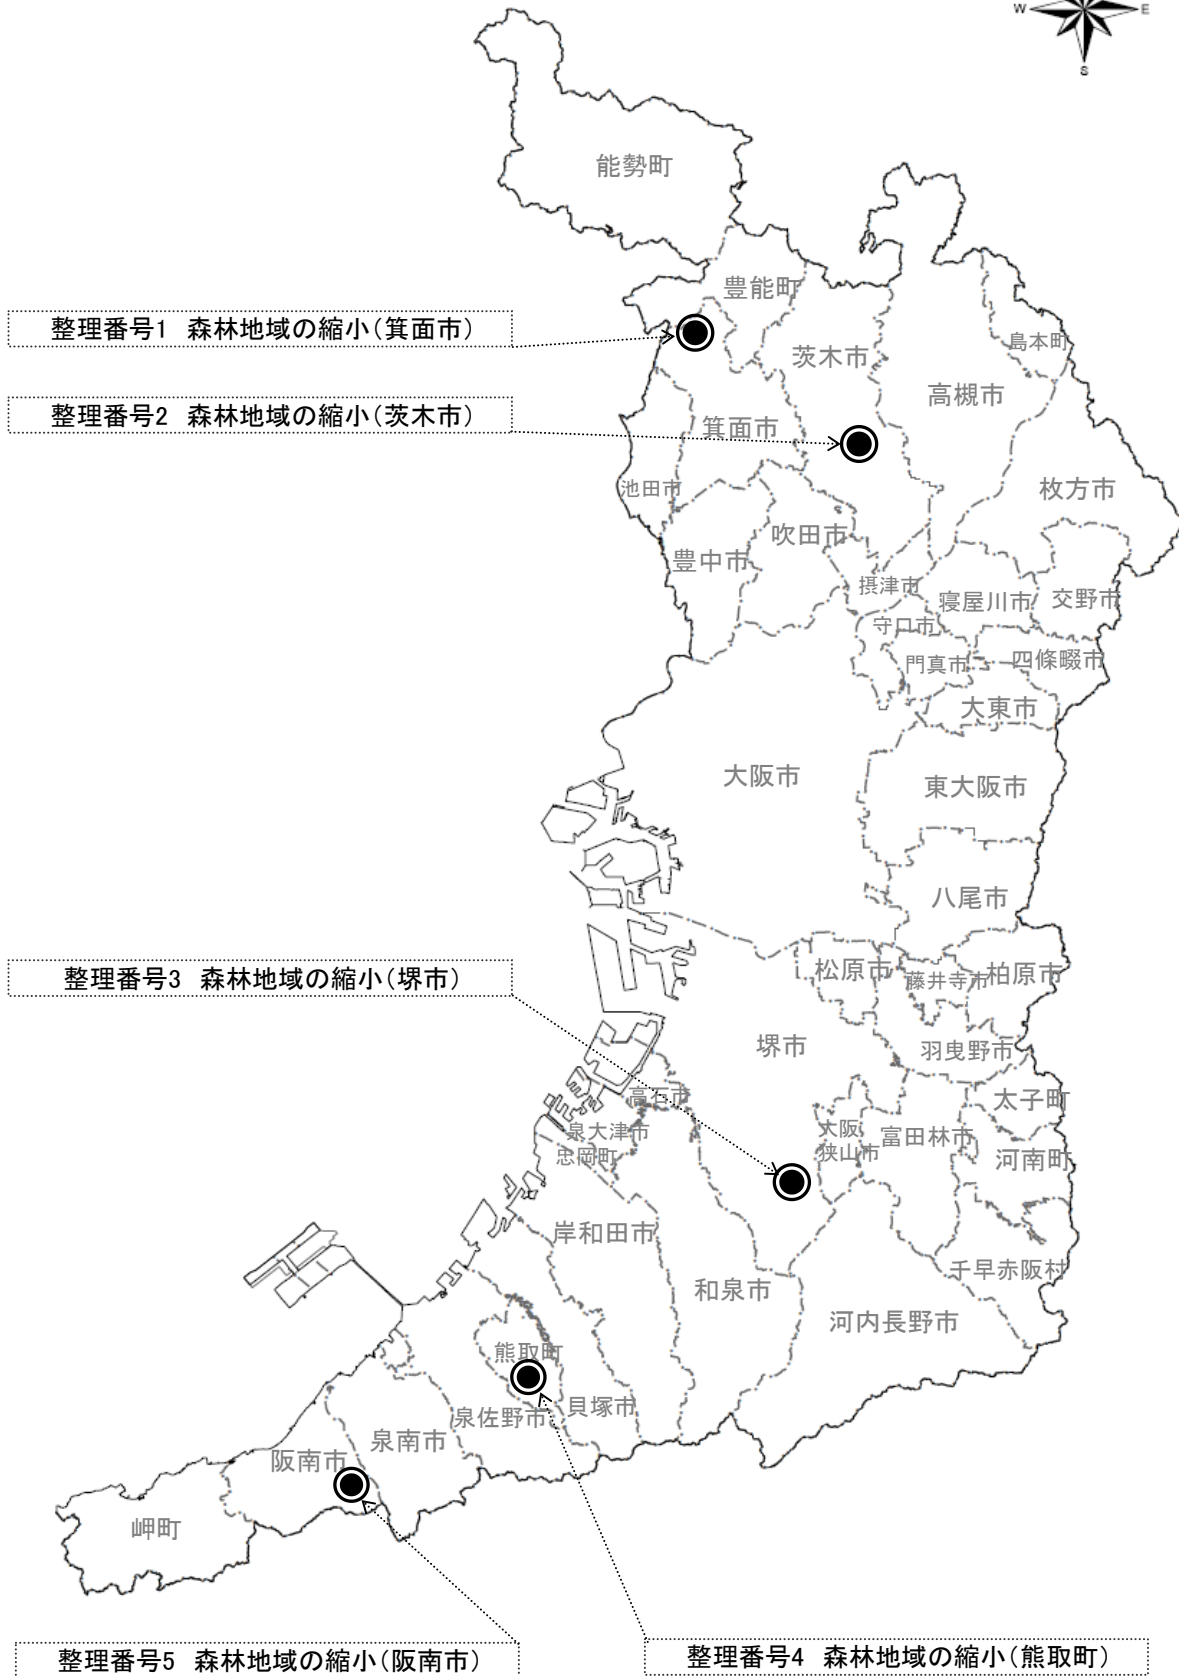 W E
S
能勢町
豊能町
整理番号1 森林地域の縮小(箕面市)
茨木市
島本町
高槻市
整理番号2 森林地域の縮小(茨木市)
箕面市
池田市
枚方市
吹田市
豊中市
摂津市
寝屋川市
交野市
守口市
門真市
四條畷市
大東市
大阪市
東大阪市
八尾市
整理番号3 森林地域の縮小(堺市)
松原市
藤井寺市
柏原市
堺市
羽曳野市
高石市
太子町
泉大津市
忠岡町
大阪
狭山市
富田林市
河南町
岸和田市
和泉市
千早赤阪村
河内長野市
熊取町
貝塚市
泉佐野市
泉南市
阪南市
岬町
整理番号5 森林地域の縮小(阪南市)
整理番号4 森林地域の縮小(熊取町)